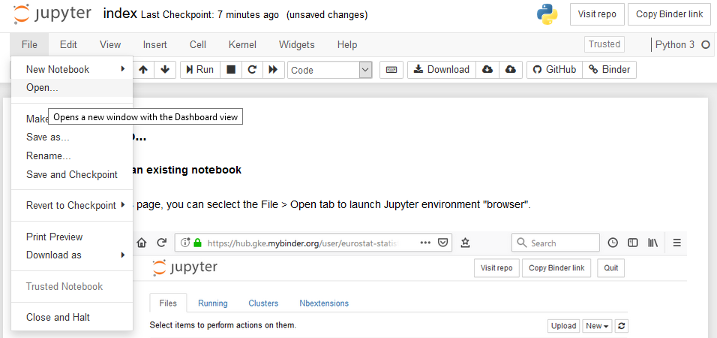 jupyter index Last Checkpoint: 7 minutes ago (unsaved changes) Visit repo Copy Binder link
File Edit View Insert Cell Kernel Widgets Help Trusted Python 3
New Notebook Run Code Download GitHub Binder
Open...
Opens a new window with the Dashboard view
Make
Save as...
Rename... an existing notebook
Save and Checkpoint
Revert to Checkpoint page, you can seclect the File > Open tab to launch Jupyter environment "browser".
Print Preview https://hub.gke.mybinder.org/user/eurostat-statis Search
Download as
jupyter Visit repo Copy Binder link Quit
Trusted Notebook
Files Running Clusters Nbextensions
Close and Halt
Select items to perform actions on them. Upload New